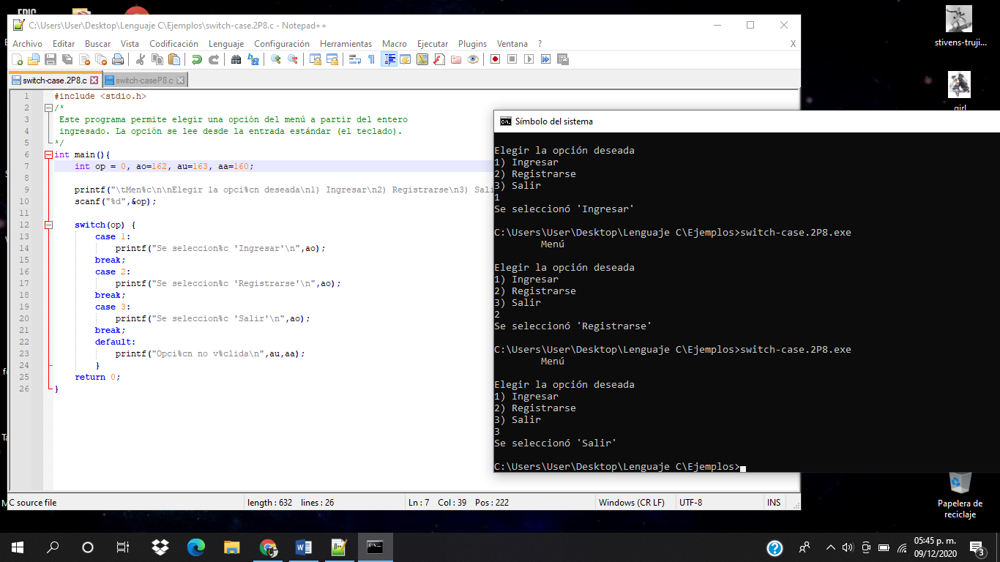 EPIC
C:\Users\User\Desktop\Lenguaje C\Ejemplos\switch-case.2P8.c - Notepad++
Archivo Editar Buscar Vista Codificación Lenguaje Configuración Herramientas Macro Ejecutar Plugins Ventana ? X
switch-case.2P8.c switch-caseP8.c
1 #include <stdio.h>
2 /*
3 Este programa permite elegir una opción del menú a partir del entero
4 ingresado. La opción se lee desde la entrada estándar (el teclado).
5 */
6 int main(){
7 int op = 0, ao=162, au=163, aa=160;
8
9 printf("\tMen%c\n\nElegir la opci%cn deseada\n1) Ingresar\n2) Registrarse\n3) Sali
10 scanf("%d",&op);
11
12 switch(op) {
13 case 1:
14 printf("Se seleccion%c 'Ingresar'\n",ao);
15 break;
16 case 2:
17 printf("Se seleccion%c 'Registrarse'\n",ao);
18 break;
19 case 3:
20 printf("Se seleccion%c 'Salir'\n",ao);
21 break;
22 default:
23 printf("Opci%cn no v%clida\n",au,aa);
24 }
25 return 0;
26 }
C source file length : 632 lines : 26 Ln : 7 Col : 39 Pos : 222 Windows (CR LF) UTF-8 INS
Símbolo del sistema
Elegir la opción deseada
1) Ingresar
2) Registrarse
3) Salir
1
Se seleccionó 'Ingresar'
C:\Users\User\Desktop\Lenguaje C\Ejemplos>switch-case.2P8.exe
Menú
Elegir la opción deseada
1) Ingresar
2) Registrarse
3) Salir
2
Se seleccionó 'Registrarse'
C:\Users\User\Desktop\Lenguaje C\Ejemplos>switch-case.2P8.exe
Menú
Elegir la opción deseada
1) Ingresar
2) Registrarse
3) Salir
3
Se seleccionó 'Salir'
C:\Users\User\Desktop\Lenguaje C\Ejemplos>
stivens-truji...
girl
Papelera de
reciclaje
05:45 p. m.
09/12/2020
3